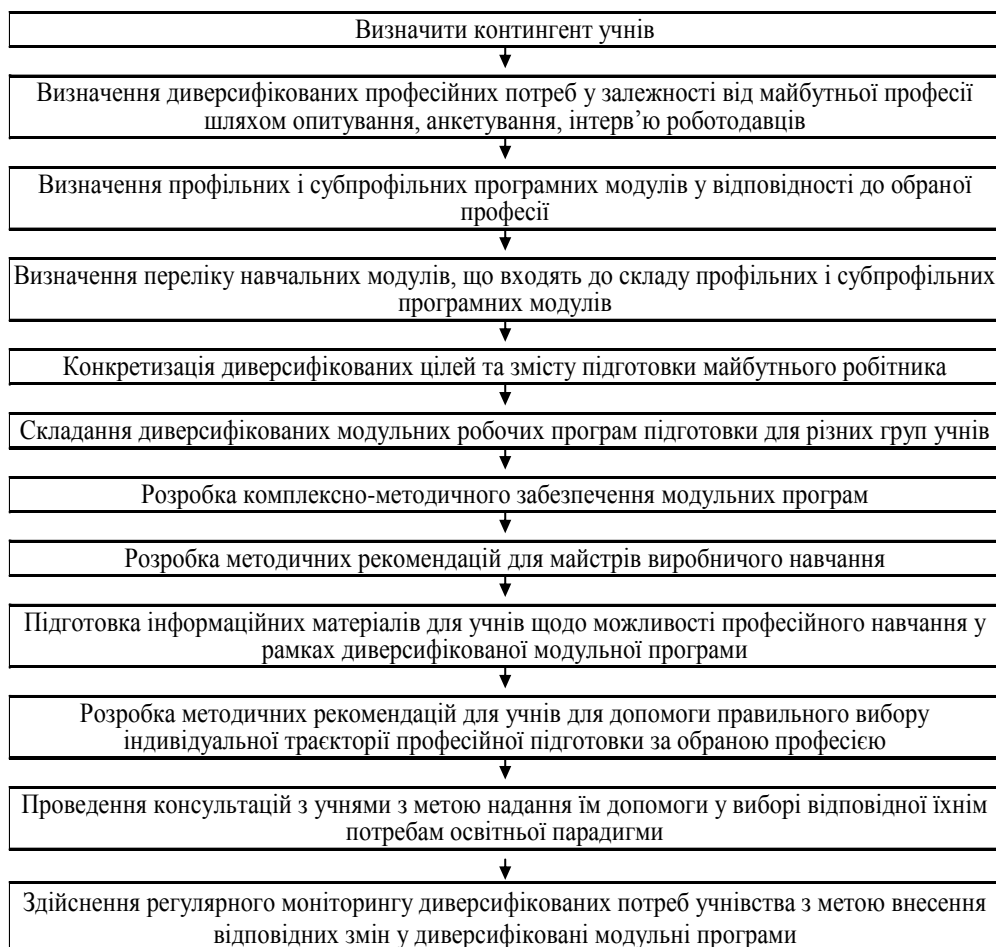 Визначити контингент учнів
Визначення диверсифікованих професійних потреб у залежності від майбутньої професії
шляхом опитування, анкетування, інтерв’ю роботодавців
Визначення профільних і субпрофільних програмних модулів у відповідності до обраної
професії
Визначення переліку навчальних модулів, що входять до складу профільних і субпрофільних
програмних модулів
Конкретизація диверсифікованих цілей та змісту підготовки майбутнього робітника
Складання диверсифікованих модульних робочих програм підготовки для різних груп учнів
Розробка комплексно-методичного забезпечення модульних програм
Розробка методичних рекомендацій для майстрів виробничого навчання
Підготовка інформаційних матеріалів для учнів щодо можливості професійного навчання у
рамках диверсифікованої модульної програми
Розробка методичних рекомендацій для учнів для допомоги правильного вибору
індивідуальної траєкторії професійної підготовки за обраною професією
Проведення консультацій з учнями з метою надання їм допомоги у виборі відповідної їхнім
потребам освітньої парадигми
Здійснення регулярного моніторингу диверсифікованих потреб учнівства з метою внесення
відповідних змін у диверсифіковані модульні програми